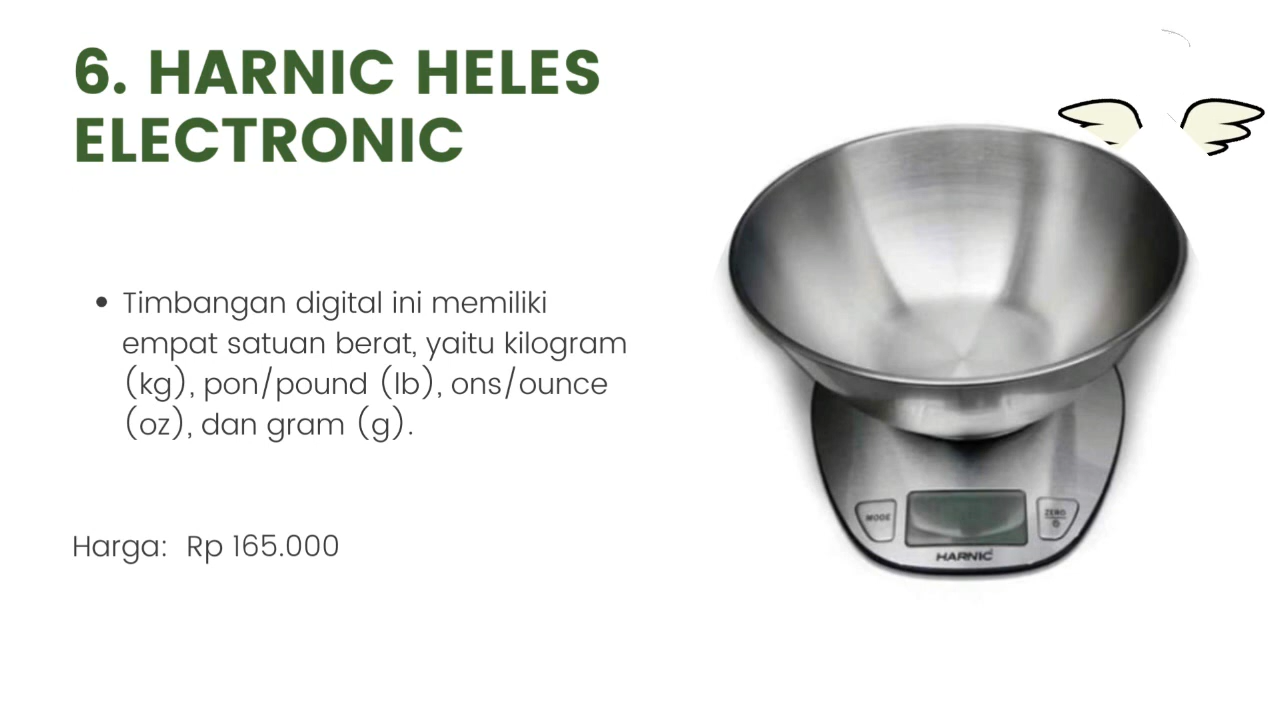 6. HARNIC HELES
ELECTRONIC
• Timbangan digital ini memiliki
empat satuan berat, yaitu kilogram
(kg), pon/pound (lb), ons/ounce
(oz), dan gram (g).
Harga: Rp 165.000
MODE
ZERO
HARNIC